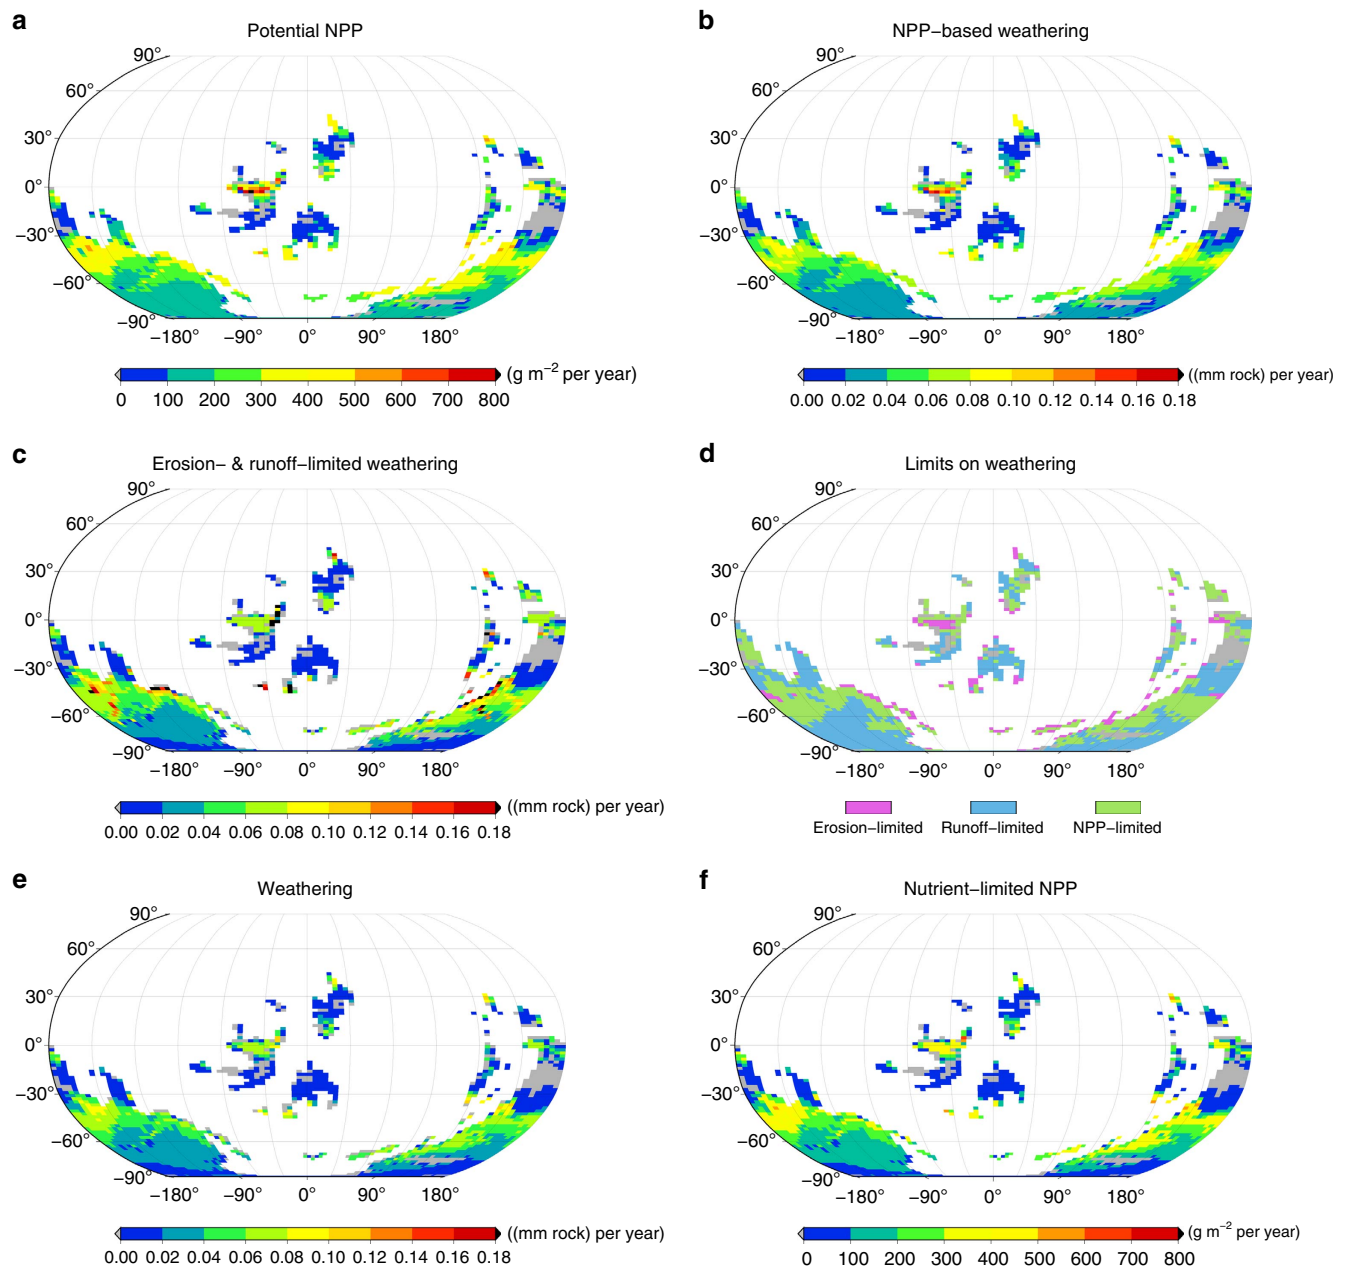 a
Potential NPP
90°
60°
30°
0°
−30°
−60°
−90°
−180° −90° 0° 90° 180°
0 100 200 300 400 500 600 700 800
(g m⁻² per year)
b
NPP−based weathering
90°
60°
30°
0°
−30°
−60°
−90°
−180° −90° 0° 90° 180°
0.00 0.02 0.04 0.06 0.08 0.10 0.12 0.14 0.16 0.18
((mm rock) per year)
c
Erosion− & runoff−limited weathering
90°
60°
30°
0°
−30°
−60°
−90°
−180° −90° 0° 90° 180°
0.00 0.02 0.04 0.06 0.08 0.10 0.12 0.14 0.16 0.18
((mm rock) per year)
d
Limits on weathering
90°
60°
30°
0°
−30°
−60°
−90°
−180° −90° 0° 90° 180°
Erosion−limited Runoff−limited NPP−limited
e
Weathering
90°
60°
30°
0°
−30°
−60°
−90°
−180° −90° 0° 90° 180°
0.00 0.02 0.04 0.06 0.08 0.10 0.12 0.14 0.16 0.18
((mm rock) per year)
f
Nutrient−limited NPP
90°
60°
30°
0°
−30°
−60°
−90°
−180° −90° 0° 90° 180°
0 100 200 300 400 500 600 700 800
(g m⁻² per year)